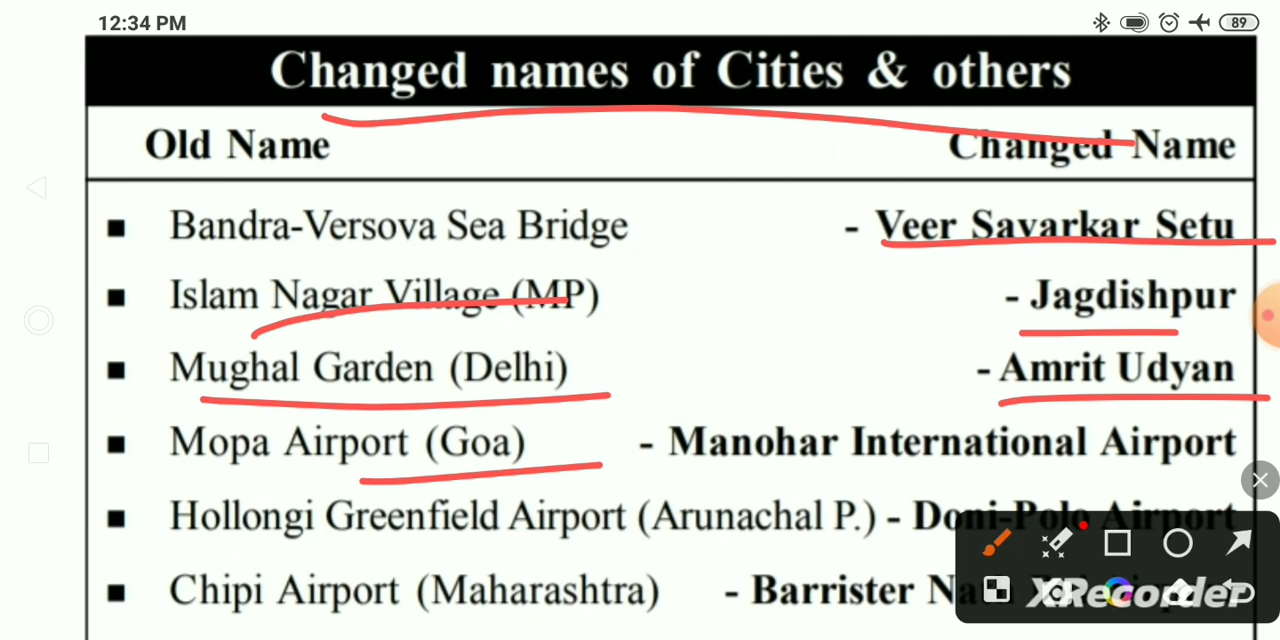 12:34 PM 89
Changed names of Cities & others
Old Name Changed Name
Bandra-Versova Sea Bridge - Veer Savarkar Setu
Islam Nagar Village (MP) - Jagdishpur
Mughal Garden (Delhi) - Amrit Udyan
Mopa Airport (Goa) - Manohar International Airport
Hollongi Greenfield Airport (Arunachal P.) - Doni-Polo Airport
Chipi Airport (Maharashtra) - Barrister
XRecorder